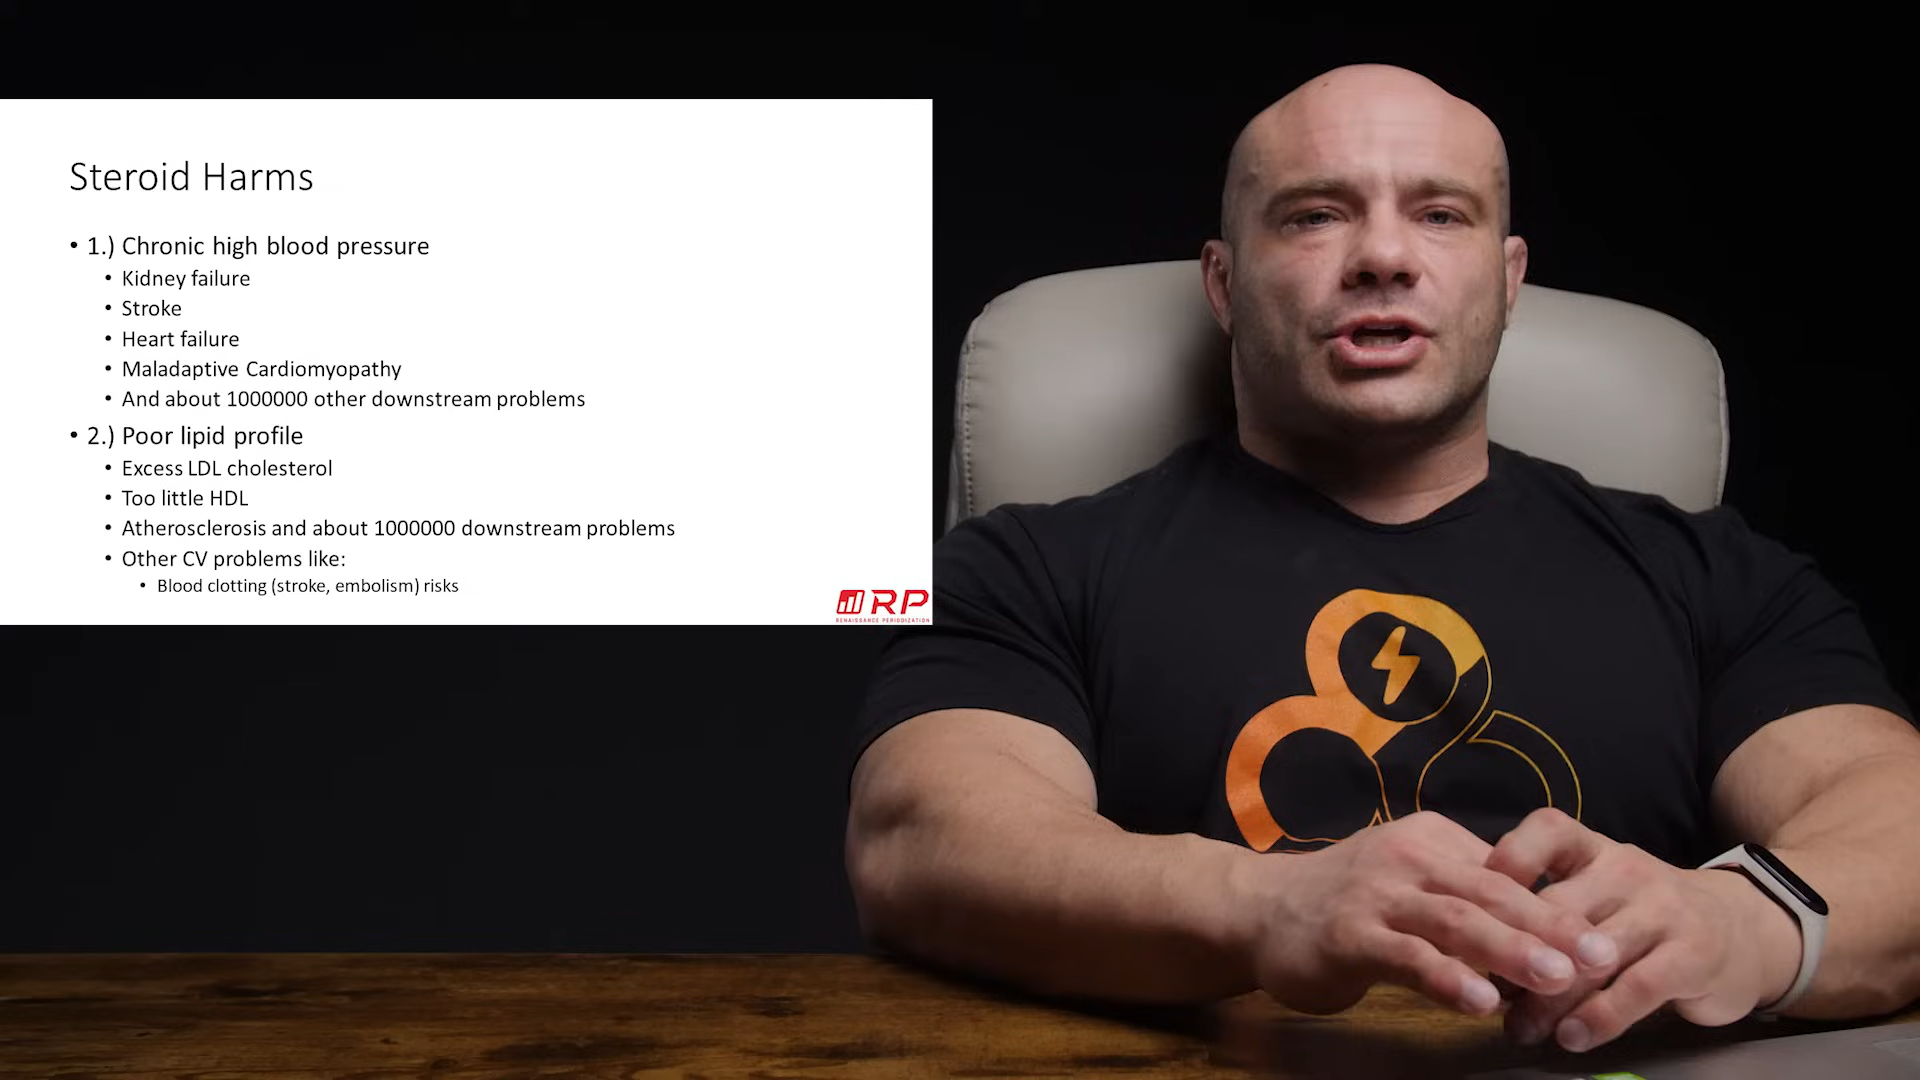 Steroid Harms
• 1.) Chronic high blood pressure
• Kidney failure
• Stroke
• Heart failure
• Maladaptive Cardiomyopathy
• And about 1000000 other downstream problems
• 2.) Poor lipid profile
• Excess LDL cholesterol
• Too little HDL
• Atherosclerosis and about 1000000 downstream problems
• Other CV problems like:
• Blood clotting (stroke, embolism) risks
RP
RENAISSANCE PERIODIZATION